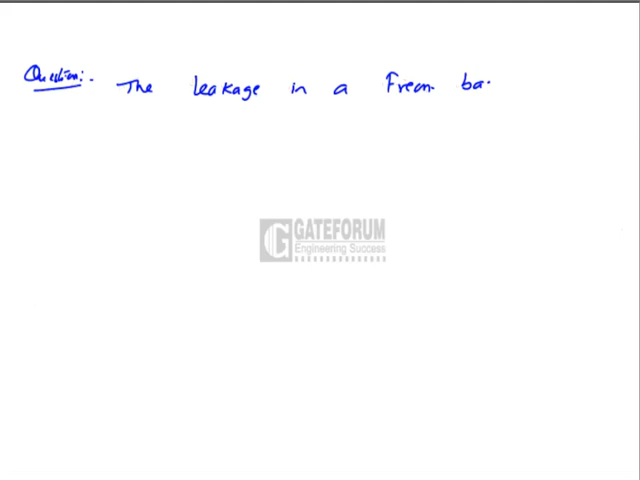 Question:- The leakage in a Freon ba.
GATEFORUM
Engineering Success